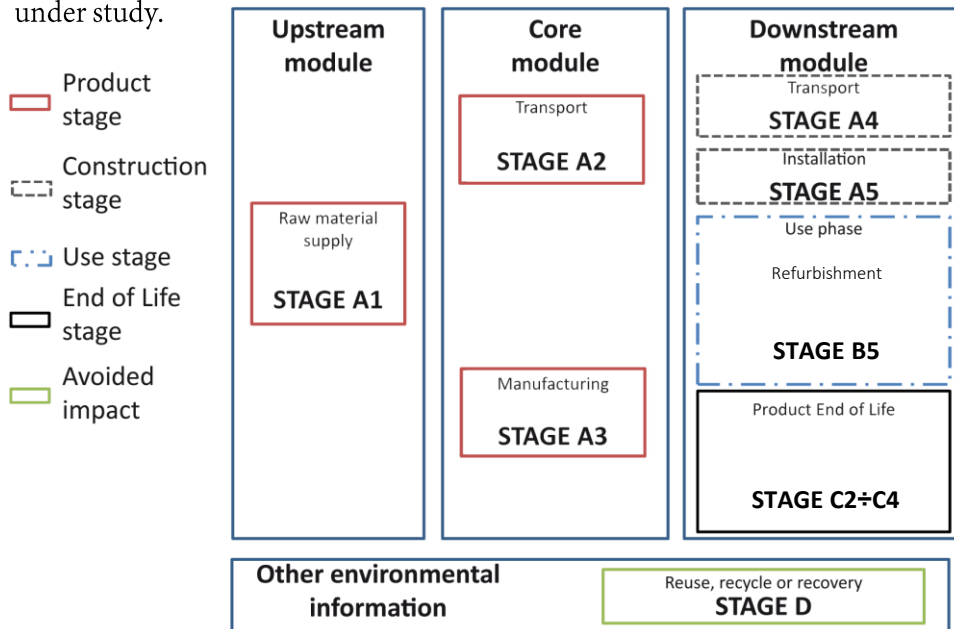 under study.
Product
stage
Construction
stage
Use stage
End of Life
stage
Avoided
impact
Upstream
module
Raw material
supply
STAGE A1
Core
module
Transport
STAGE A2
Manufacturing
STAGE A3
Downstream
module
Transport
STAGE A4
Installation
STAGE A5
Use phase
Refurbishment
STAGE B5
Product End of Life
STAGE C2÷C4
Other environmental
information
Reuse, recycle or recovery
STAGE D